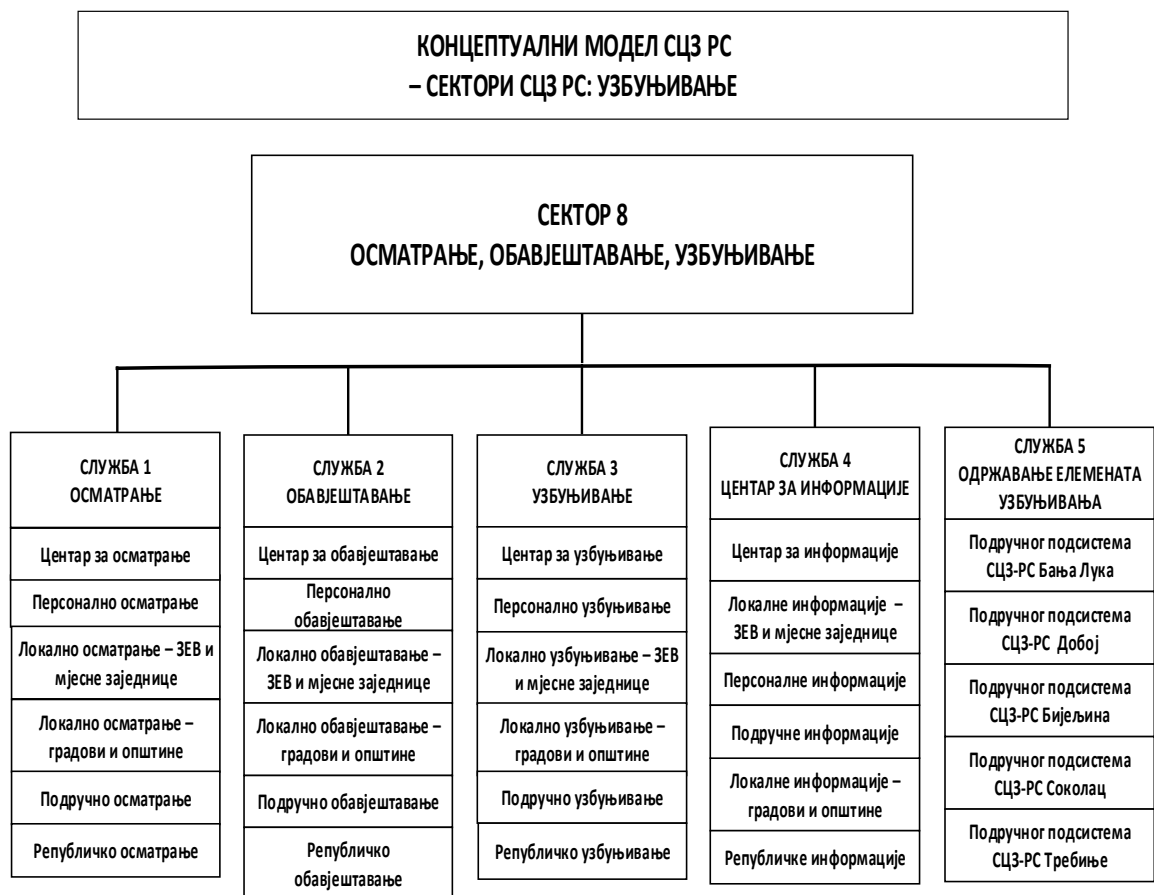 КОНЦЕПТУАЛНИ МОДЕЛ СЦЗ РС
– СЕКТОРИ СЦЗ РС: УЗБУЊИВАЊЕ
СЕКТОР 8
ОСМАТРАЊЕ, ОБАВЈЕШТАВАЊЕ, УЗБУЊИВАЊЕ
СЛУЖБА 1
ОСМАТРАЊЕ
Центар за осматрање
Персонално осматрање
Локално осматрање – ЗЕВ и
мјесне заједнице
Локално осматрање –
градови и општине
Подручно осматрање
Републичко осматрање
СЛУЖБА 2
ОБАВЈЕШТАВАЊЕ
Центар за обавјештавање
Персонално
обавјештавање
Локално обавјештавање –
ЗЕВ и мјесне заједнице
Локално обавјештавање –
градови и општине
Подручно обавјештавање
Републичко
обавјештавање
СЛУЖБА 3
УЗБУЊИВАЊЕ
Центар за узбуњивање
Персонално узбуњивање
Локално узбуњивање – ЗЕВ
и мјесне заједнице
Локално узбуњивање –
градови и општине
Подручно узбуњивање
Републичко узбуњивање
СЛУЖБА 4
ЦЕНТАР ЗА ИНФОРМАЦИЈЕ
Центар за информације
Локалне информације –
ЗЕВ и мјесне заједнице
Персоналне информације
Подручне информације
Локалне информације –
градови и општине
Републичке информације
СЛУЖБА 5
ОДРЖАВАЊЕ ЕЛЕМЕНАТА
УЗБУЊИВАЊА
Подручног подсистема
СЦЗ-РС Бања Лука
Подручног подсистема
СЦЗ-РС Добој
Подручног подсистема
СЦЗ-РС Бијељина
Подручног подсистема
СЦЗ-РС Соколац
Подручног подсистема
СЦЗ-РС Требиње